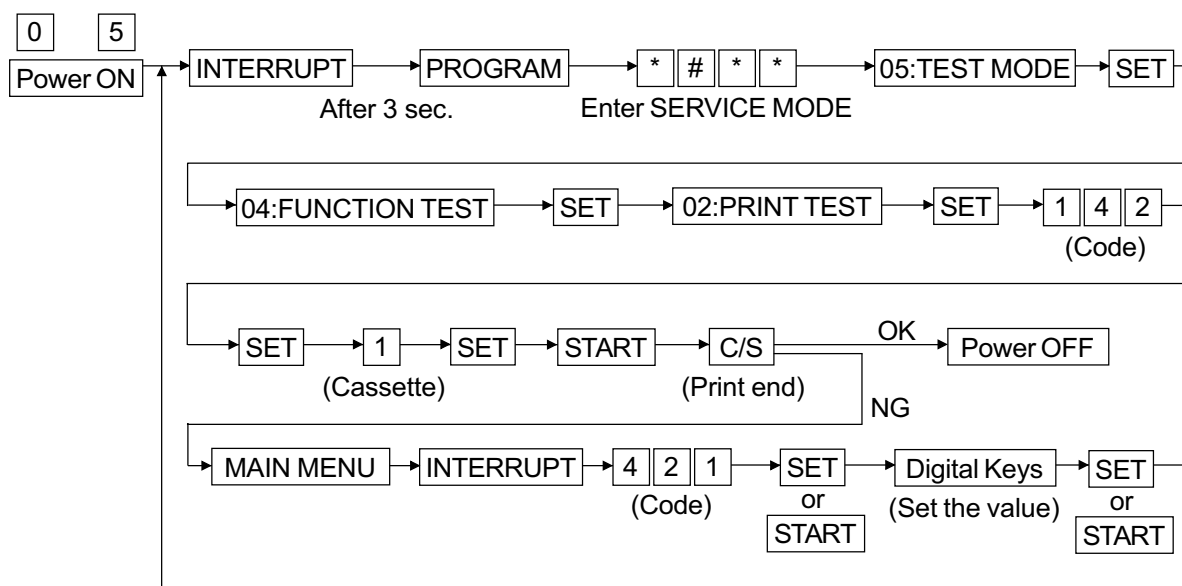 0 5
Power ON INTERRUPT PROGRAM * # * * 05:TEST MODE SET
After 3 sec. Enter SERVICE MODE
04:FUNCTION TEST SET 02:PRINT TEST SET 1 4 2
(Code)
OK
SET 1 SET START C/S Power OFF
(Cassette) (Print end)
NG
MAIN MENU INTERRUPT 4 2 1 SET Digital Keys SET
(Code) or (Set the value) or
START START